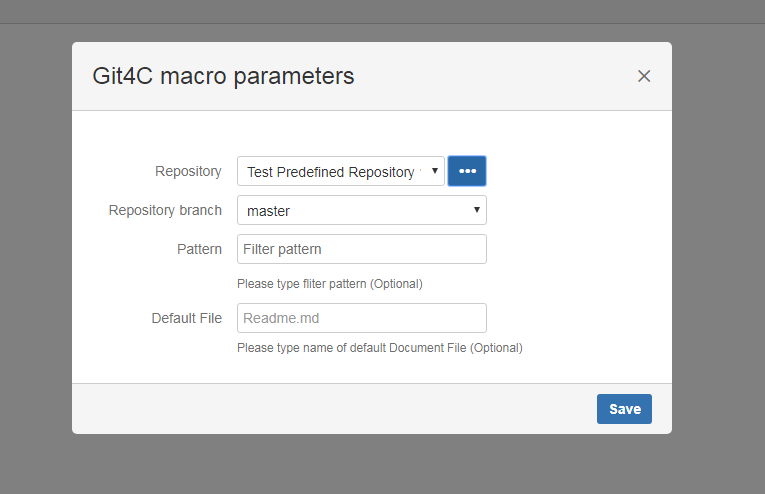 Git4C macro parameters
Repository Test Predefined Repository
Repository branch master
Pattern Filter pattern
Please type fliter pattern (Optional)
Default File Readme.md
Please type name of default Document File (Optional)
Save